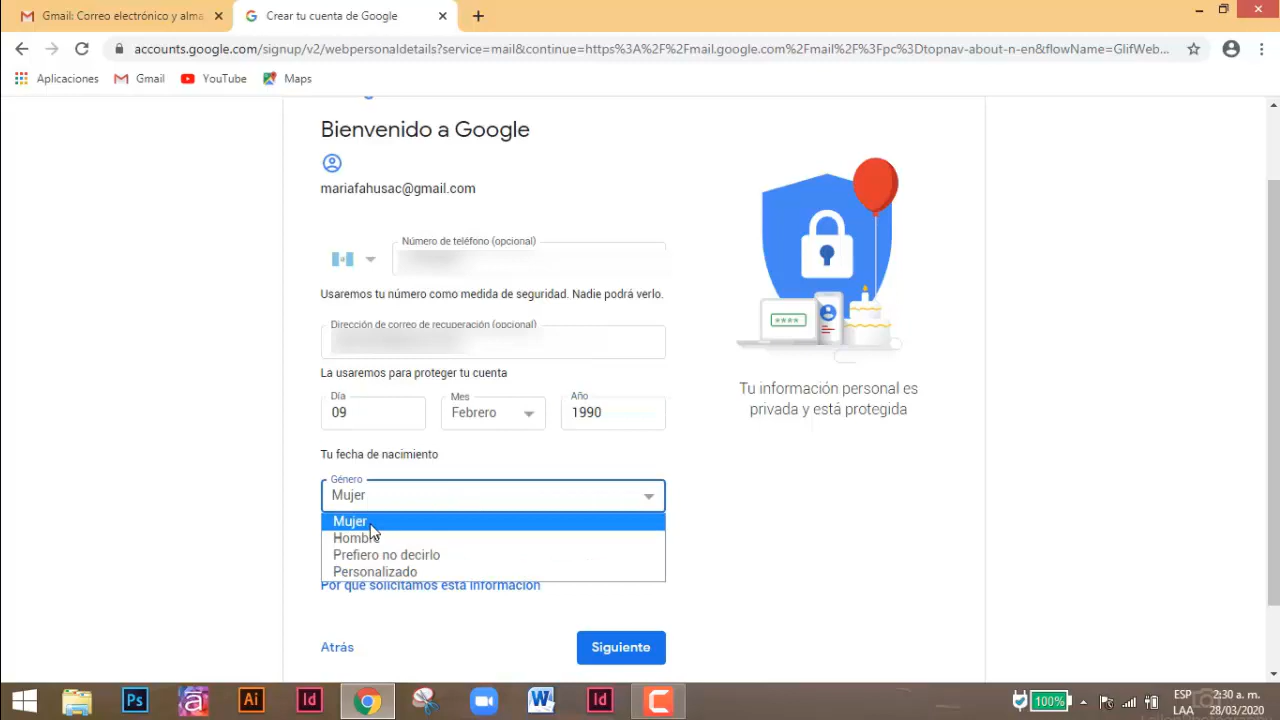 Gmail: Correo electrónico y alma
Crear tu cuenta de Google
accounts.google.com/signup/v2/webpersonaldetails?service=mail&continue=https%3A%2F%2Fmail.google.com%2Fmail%2F%3Fpc%3Dtopnav-about-n-en&flowName=GlifWeb...
Aplicaciones Gmail YouTube Maps
Bienvenido a Google
mariafahusac@gmail.com
Número de teléfono (opcional)
Usaremos tu número como medida de seguridad. Nadie podrá verlo.
Dirección de correo de recuperación (opcional)
La usaremos para proteger tu cuenta
Día Mes Año
09 Febrero 1990
Tu fecha de nacimiento
Género
Mujer
Mujer
Hombre
Prefiero no decirlo
Personalizado
Por qué solicitamos esta información
Atrás
Siguiente
****
Tu información personal es
privada y está protegida
Ps
a
Ai
Id
W
Id
C
100%
ESP
LAA
2:30 a. m.
28/03/2020